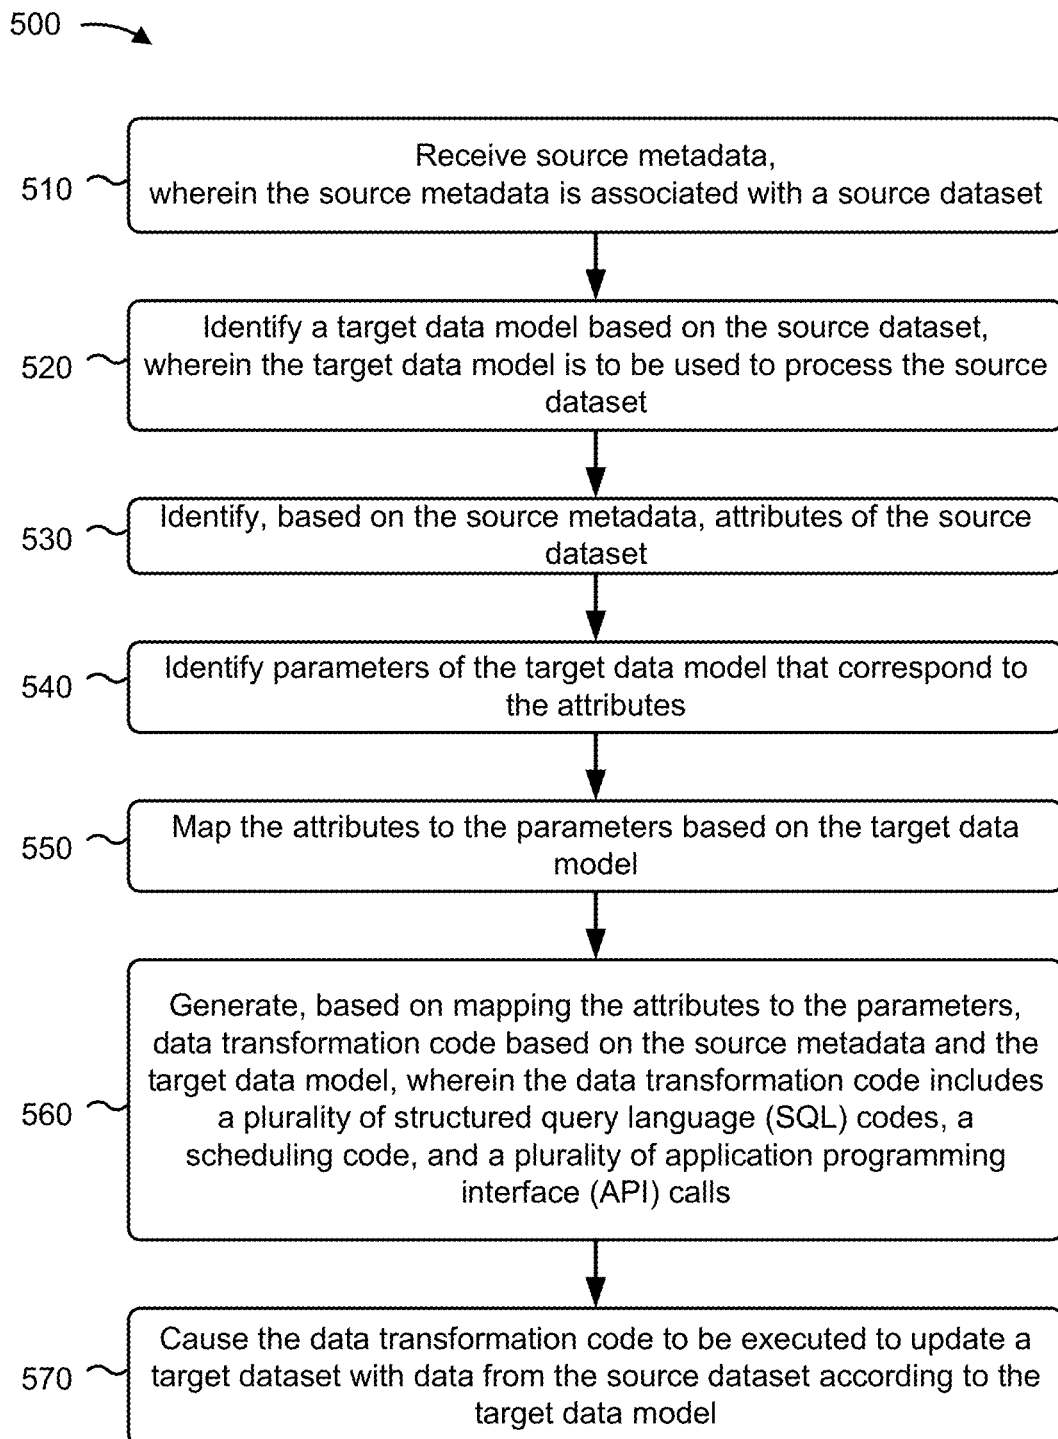 500
510
Receive source metadata,
wherein the source metadata is associated with a source dataset
520
Identify a target data model based on the source dataset,
wherein the target data model is to be used to process the source
dataset
530
Identify, based on the source metadata, attributes of the source
dataset
540
Identify parameters of the target data model that correspond to
the attributes
550
Map the attributes to the parameters based on the target data
model
560
Generate, based on mapping the attributes to the parameters,
data transformation code based on the source metadata and the
target data model, wherein the data transformation code includes
a plurality of structured query language (SQL) codes, a
scheduling code, and a plurality of application programming
interface (API) calls
570
Cause the data transformation code to be executed to update a
target dataset with data from the source dataset according to the
target data model